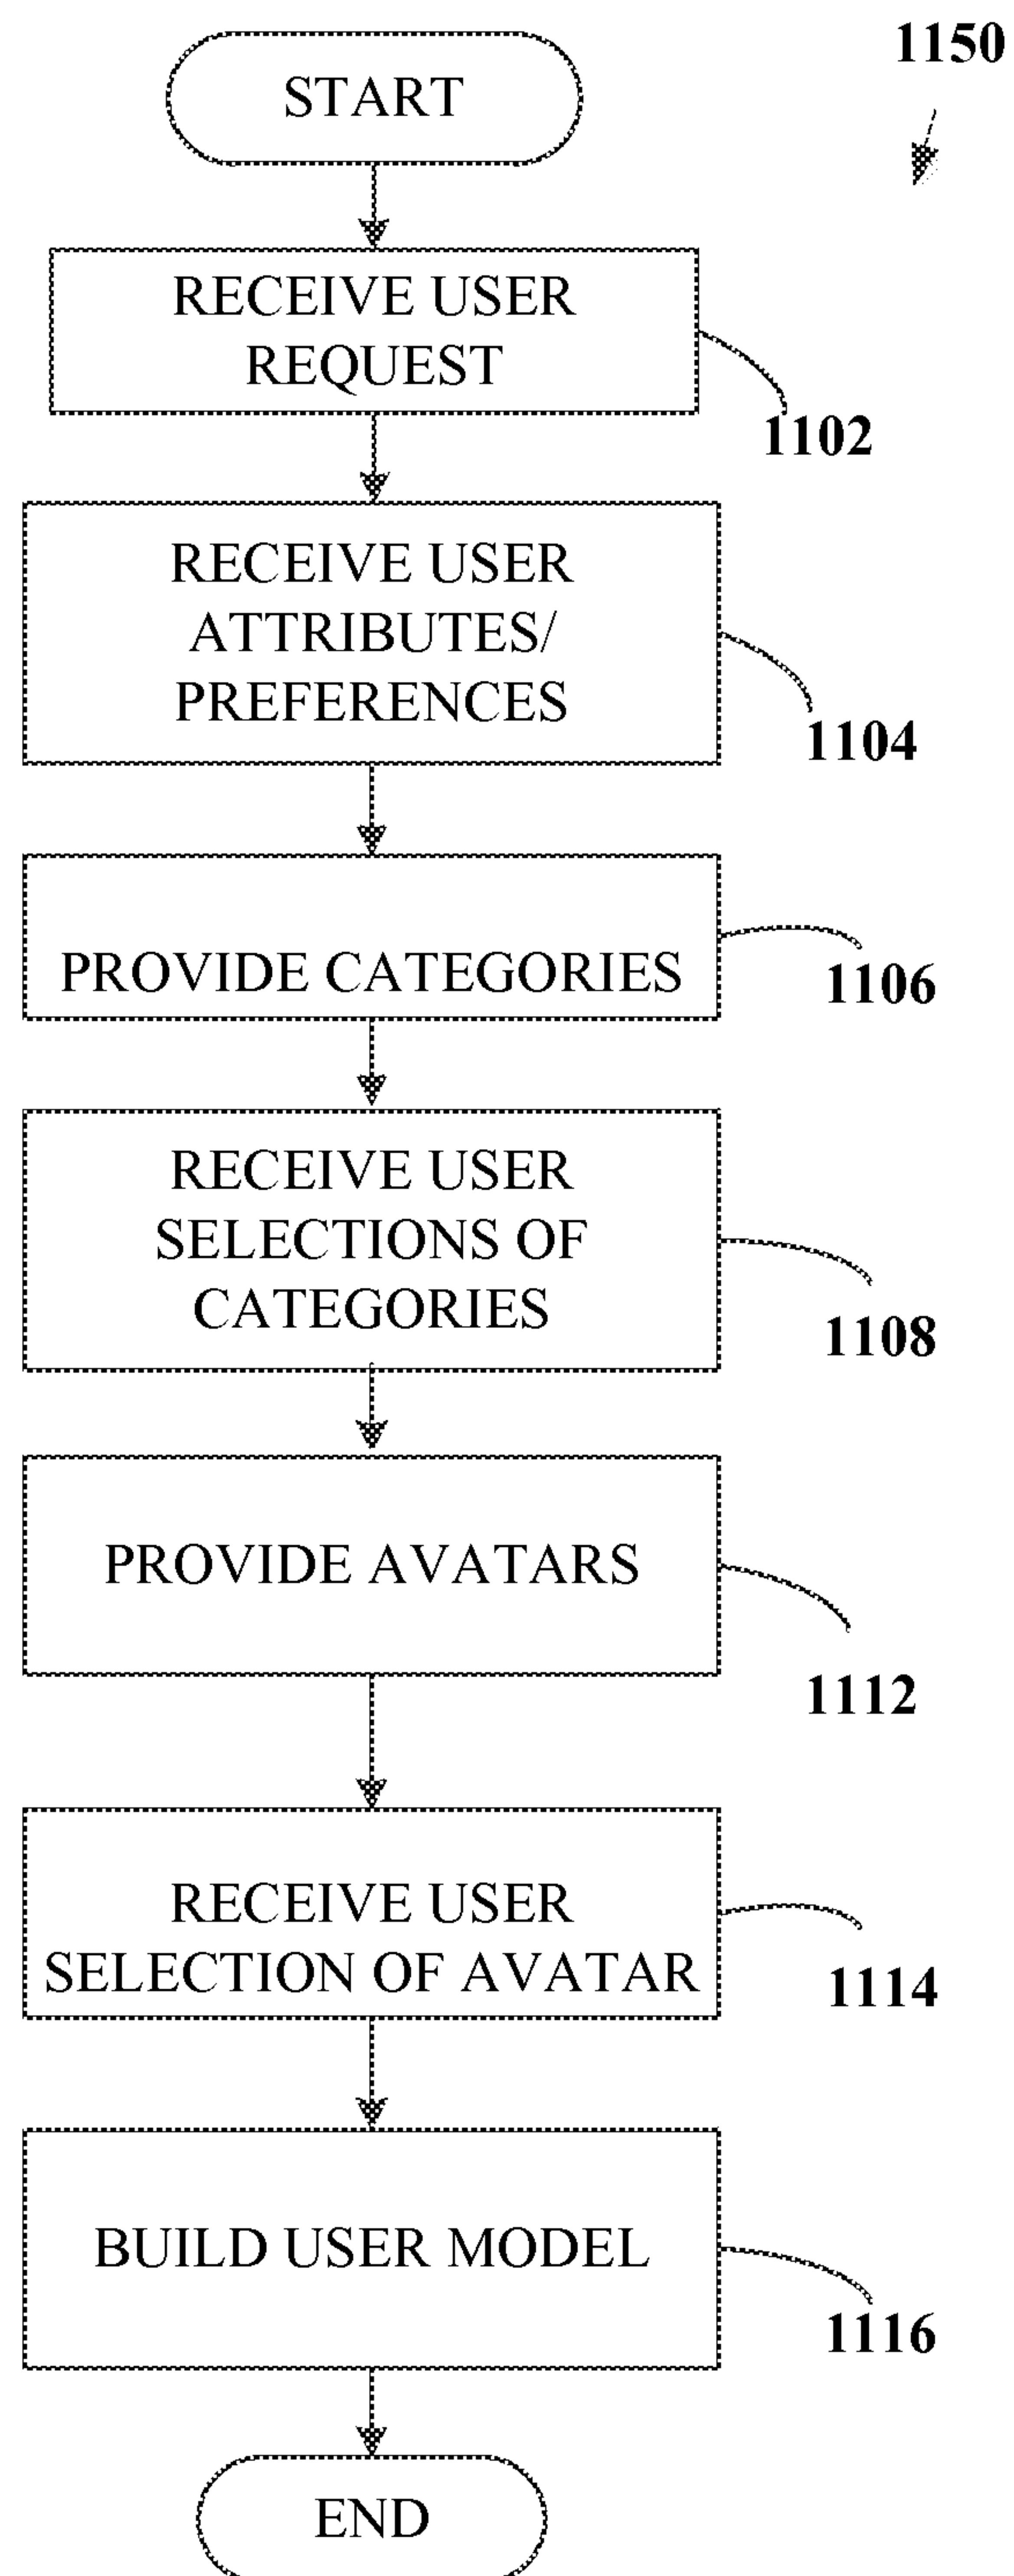 1150
START
RECEIVE USER
REQUEST
1102
RECEIVE USER
ATTRIBUTES/
PREFERENCES
1104
PROVIDE CATEGORIES
1106
RECEIVE USER
SELECTIONS OF
CATEGORIES
1108
PROVIDE AVATARS
1112
RECEIVE USER
SELECTION OF AVATAR
1114
BUILD USER MODEL
1116
END